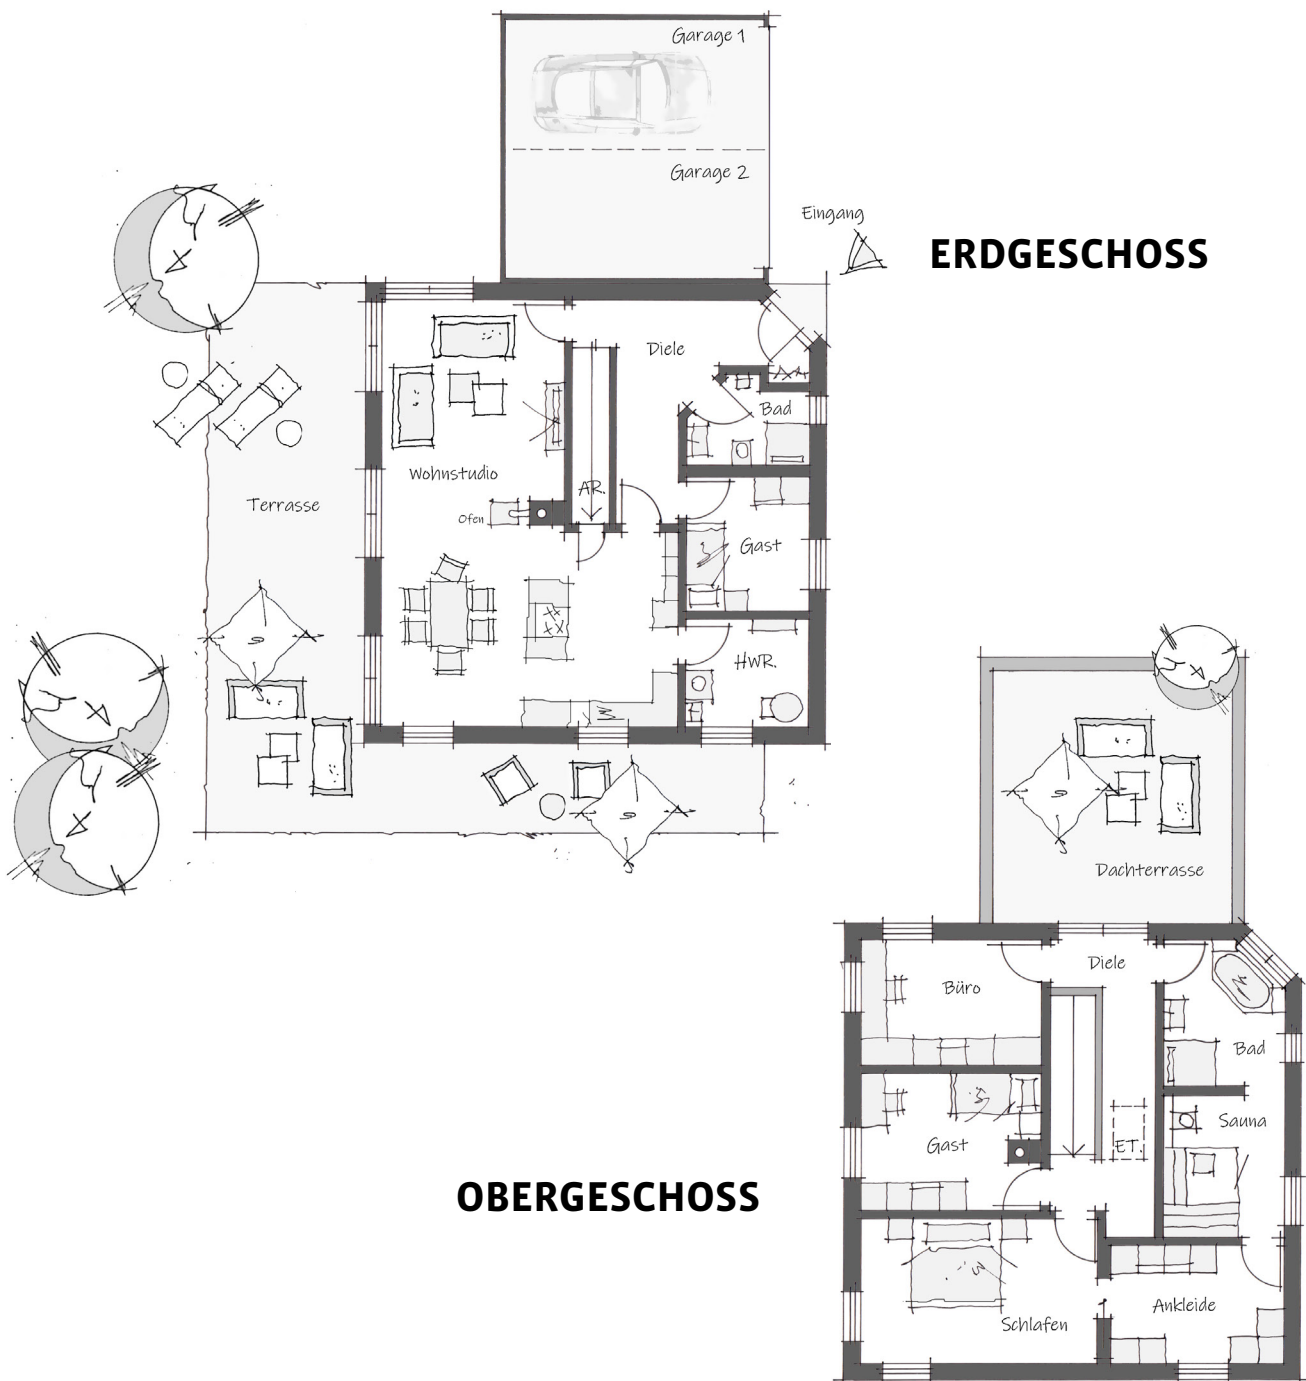 Garage 1
Garage 2
Eingang
ERDGESCHOSS
Diele
Bad
Wohnstudio
AR.
Terrasse
Ofen
Gast
HWR.
Dachterrasse
OBERGESCHOSS
Diele
Büro
Bad
Sauna
Gast
ET.
Ankleide
Schlafen